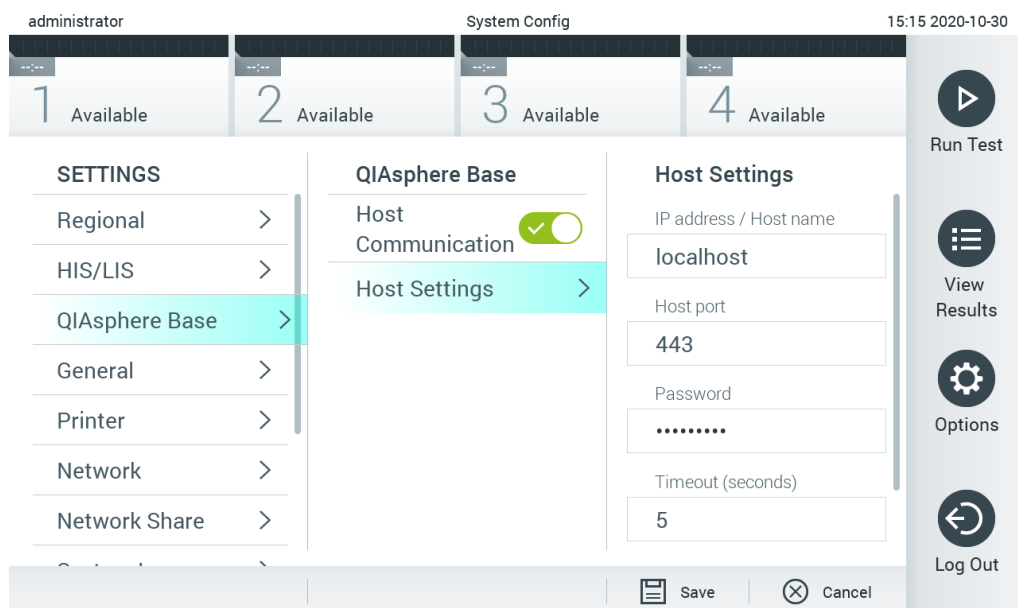 administrator System Config 15:15 2020-10-30
--:-- --:-- --:-- --:--
1 Available 2 Available 3 Available 4 Available
Run Test
SETTINGS
Regional
HIS/LIS
QIAsphere Base
General
Printer
Network
Network Share
QIAsphere Base
Host
Communication
Host Settings
Host Settings
IP address / Host name
localhost
Host port
443
Password
•••••••••
Timeout (seconds)
5
View
Results
Options
Log Out
Save Cancel